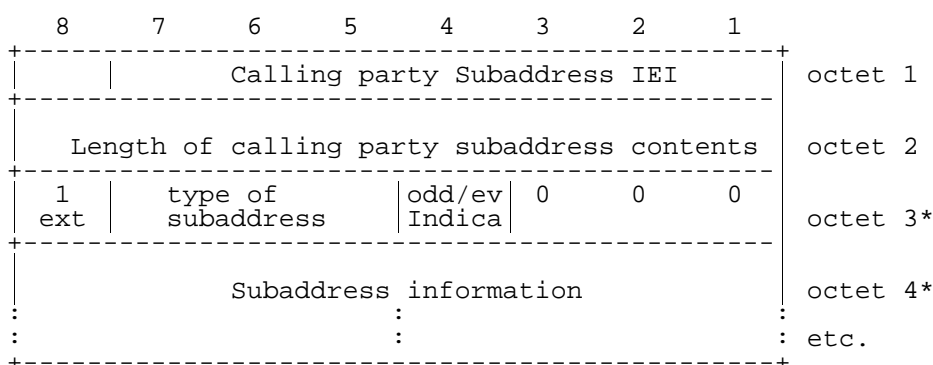 8 7 6 5 4 3 2 1
Calling party Subaddress IEI octet 1
Length of calling party subaddress contents octet 2
1 type of odd/ev 0 0 0
ext subaddress Indica octet 3*
Subaddress information octet 4*
: : :
: : : etc.